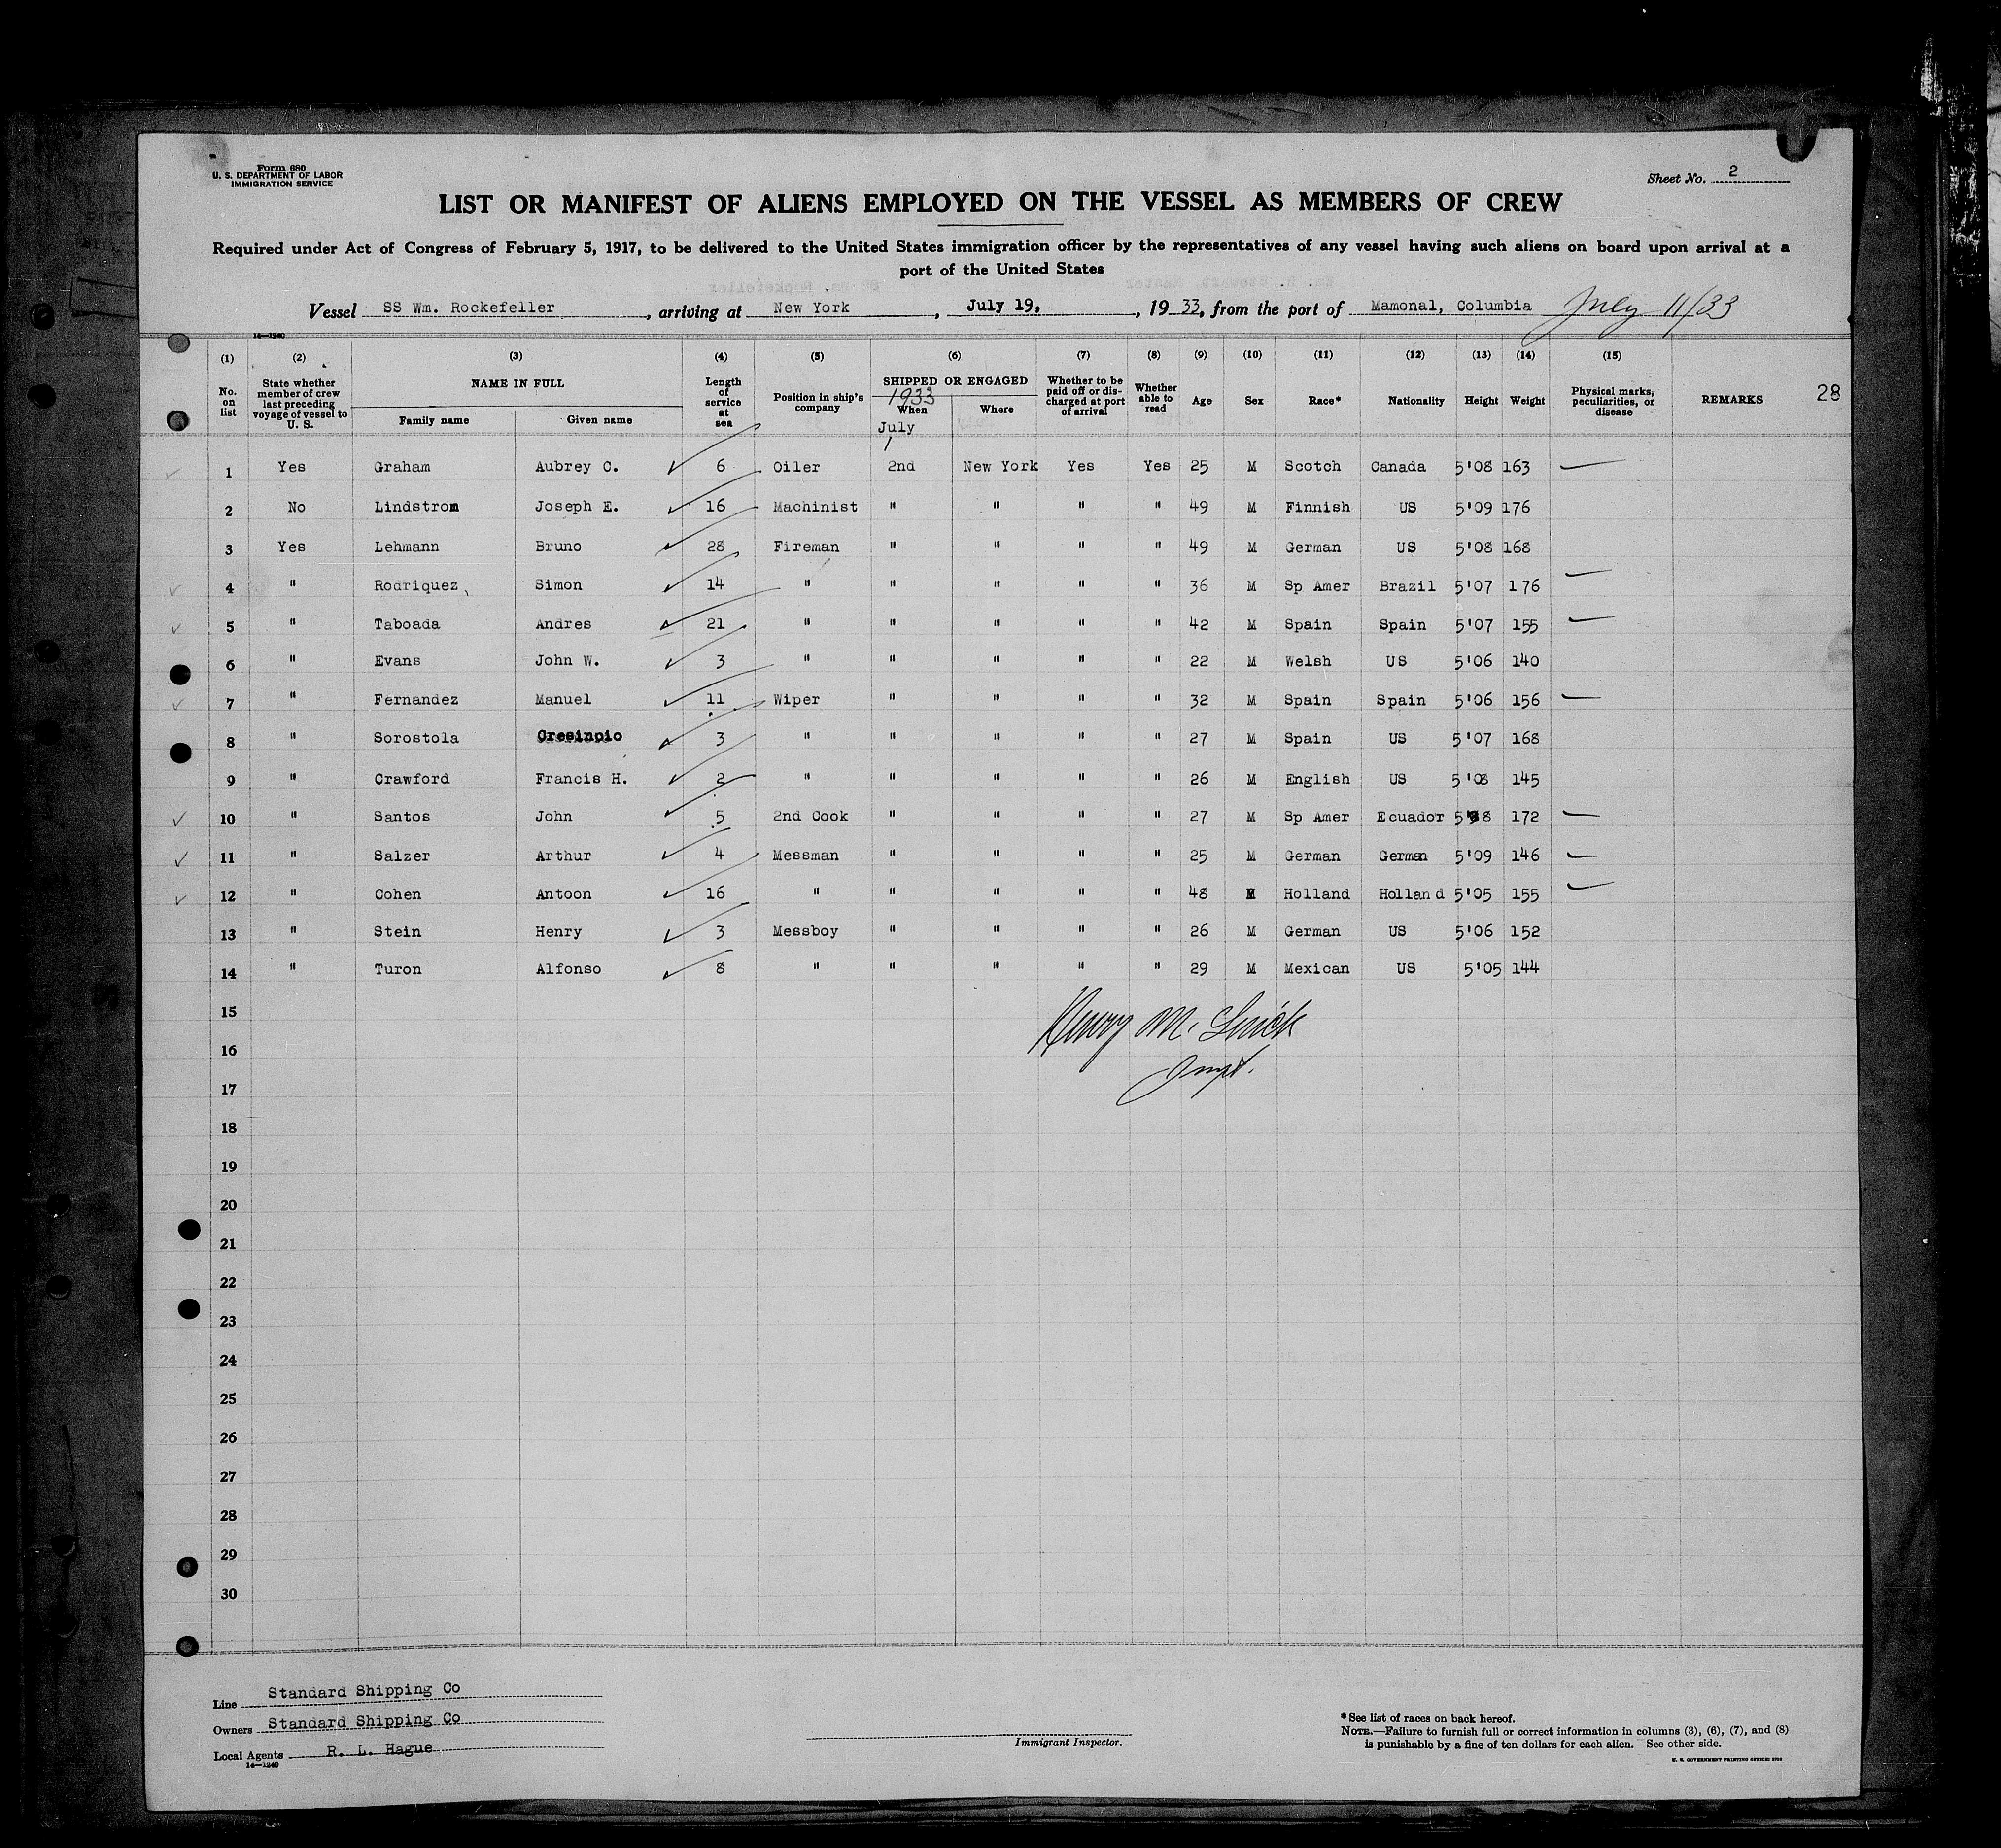 Form 680
U. S. DEPARTMENT OF LABOR
IMMIGRATION SERVICE
Sheet No. 2
LIST OR MANIFEST OF ALIENS EMPLOYED ON THE VESSEL AS MEMBERS OF CREW
Required under Act of Congress of February 5, 1917, to be delivered to the United States immigration officer by the representatives of any vessel having such aliens on board upon arrival at a
port of the United States
Vessel SS Wm. Rockefeller, arriving at New York, July 19, 1933, from the port of Mamonal, Columbia July 11/33
14—1240
(1) (2) (3) (4) (5) (6) (7) (8) (9) (10) (11) (12) (13) (14) (15)
No. on list State whether member of crew last preceding voyage of vessel to U. S. NAME IN FULL Family name Given name Length of service at sea Position in ship's company SHIPPED OR ENGAGED 1933 When July Where Whether to be paid off or discharged at port of arrival Whether able to read Age Sex Race* Nationality Height Weight Physical marks, peculiarities, or disease REMARKS 28
1 Yes Graham Aubrey C. 6 Oiler 2nd New York Yes Yes 25 M Scotch Canada 5'08 163
2 No Lindstrom Joseph E. 16 Machinist " " " " 49 M Finnish US 5'09 176
3 Yes Lehmann Bruno 28 Fireman " " " " 49 M German US 5'08 168
4 " Rodriquez, Simon 14 " " " " " 36 M Sp Amer Brazil 5'07 176
5 " Taboada Andres 21 " " " " " 42 M Spain Spain 5'07 155
6 " Evans John W. 3 " " " " " 22 M Welsh US 5'06 140
7 " Fernandez Manuel 11 Wiper " " " " 32 M Spain Spain 5'06 156
8 " Sorostola 3 " " " " " 27 M Spain US 5'07 168
9 " Crawford Francis H. 2 " " " " " 26 M English US 5'08 145
10 " Santos John 5 2nd Cook " " " " 27 M Sp Amer Ecuador 172
11 " Salzer Arthur 4 Messman " " " " 25 M German German 5'09 146
12 " Cohen Antoon 16 " " " " " 48 M Holland Holland 5'05 155
13 " Stein Henry 3 Messboy " " " " 26 M German US 5'06 152
14 " Turon Alfonso 8 " " " " " 29 M Mexican US 5'05 144
15
16 Henry M.
17
18
19
20
21
22
23
24
25
26
27
28
29
30
Line Standard Shipping Co
Owners Standard Shipping Co
Local Agents R. L. Hague
14—1240
Immigrant Inspector.
*See list of races on back hereof.
NOTE.—Failure to furnish full or correct information in columns (3), (6), (7), and (8)
is punishable by a fine of ten dollars for each alien. See other side.